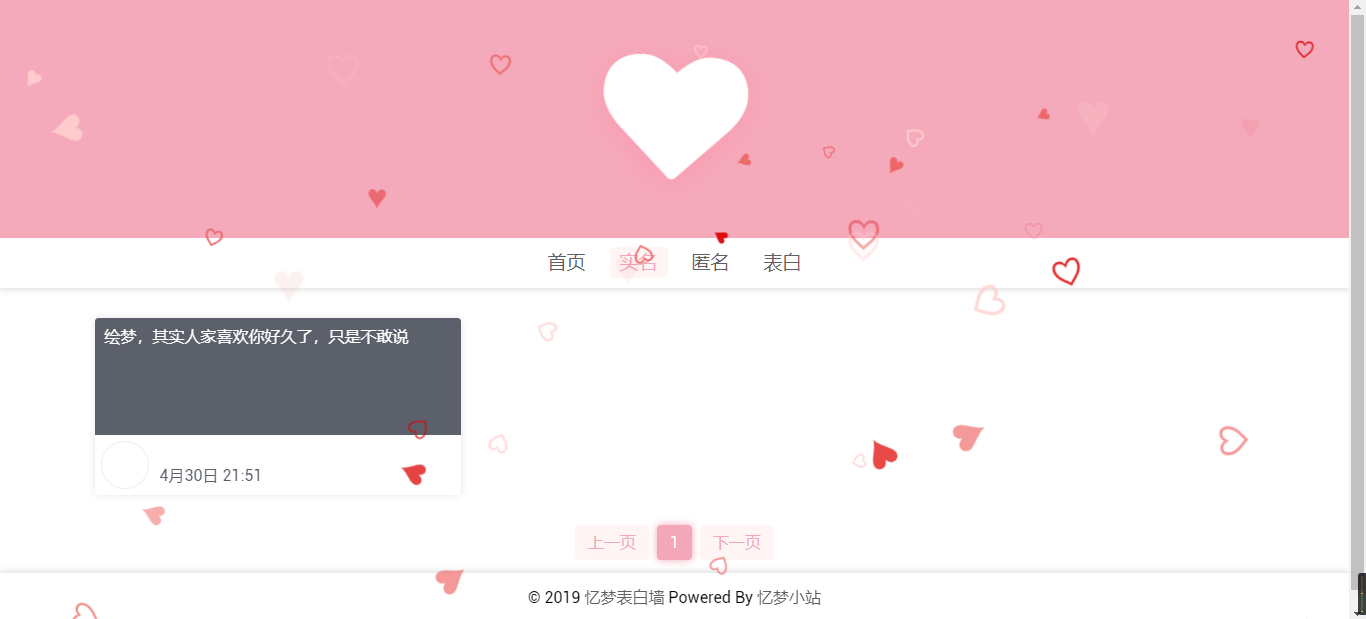 首页 实名 匿名 表白
绘梦，其实人家喜欢你好久了，只是不敢说
4月30日 21:51
上一页 1 下一页
© 2019 忆梦表白墙 Powered By 忆梦小站